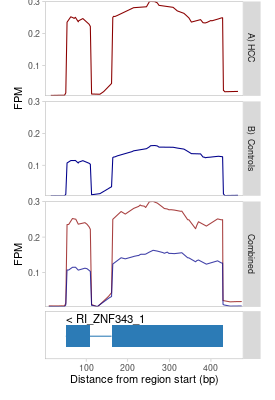 0.3
0.2
0.1
A) HCC
FPM
0.3
0.2
0.1
B) Controls
0.3
0.2
0.1
Combined
FPM
< RI_ZNF343_1
100 200 300 400
Distance from region start (bp)